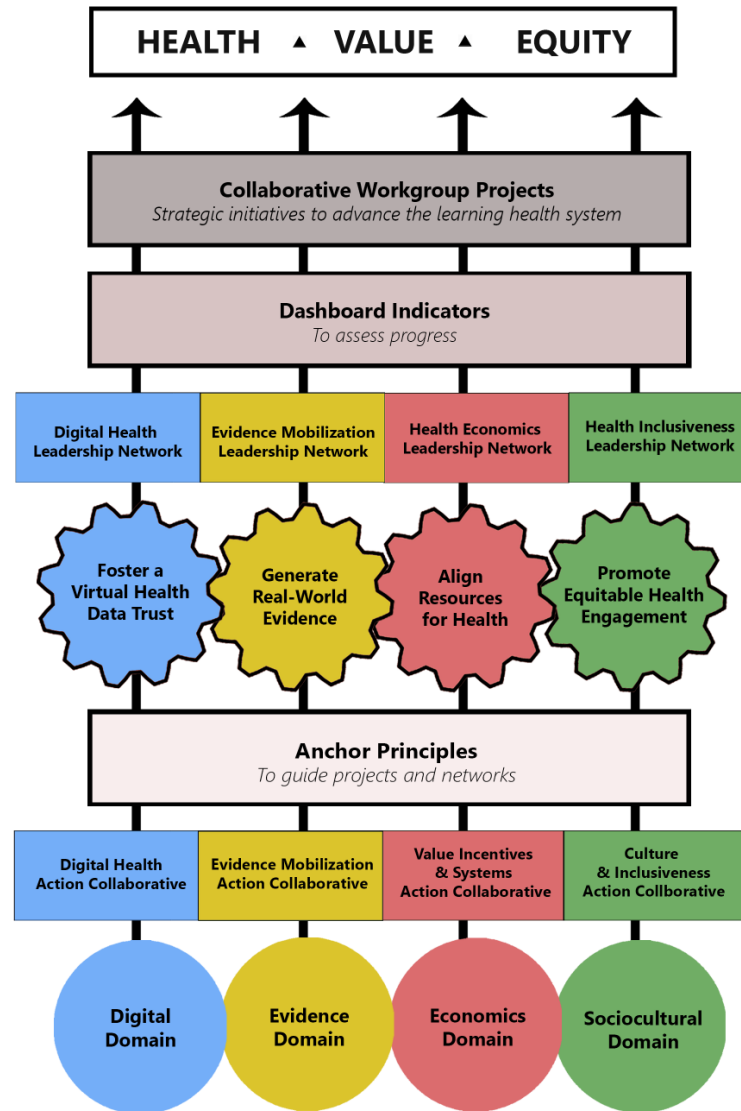 HEALTH ▲ VALUE ▲ EQUITY
Collaborative Workgroup Projects
Strategic initiatives to advance the learning health system
Dashboard Indicators
To assess progress
Digital Health
Leadership Network
Evidence Mobilization
Leadership Network
Health Economics
Leadership Network
Health Inclusiveness
Leadership Network
Foster a
Virtual Health
Data Trust
Generate
Real-World
Evidence
Align
Resources
for Health
Promote
Equitable Health
Engagement
Anchor Principles
To guide projects and networks
Digital Health
Action Collaborative
Evidence Mobilization
Action Collaborative
Value Incentives
& Systems
Action Collaborative
Culture
& Inclusiveness
Action Collborative
Digital
Domain
Evidence
Domain
Economics
Domain
Sociocultural
Domain